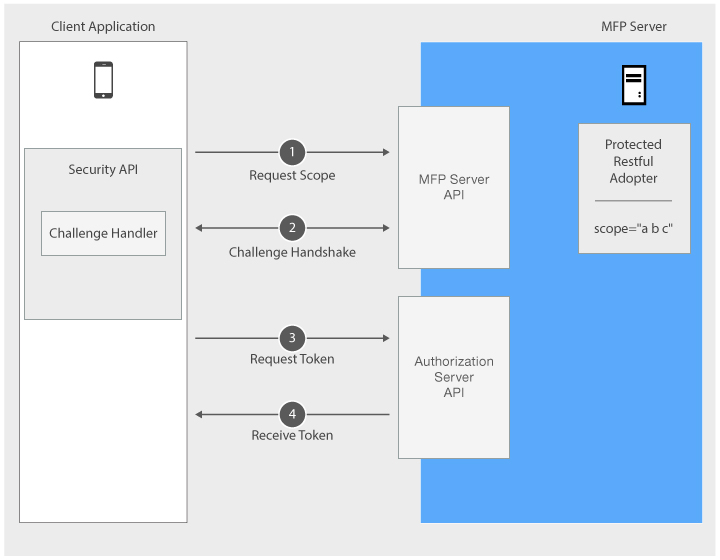 Client Application
MFP Server
Security API
Challenge Handler
1
Request Scope
2
Challenge Handshake
3
Request Token
4
Receive Token
MFP Server
API
Authorization
Server
API
Protected
Restful
Adopter
scope="a b c"